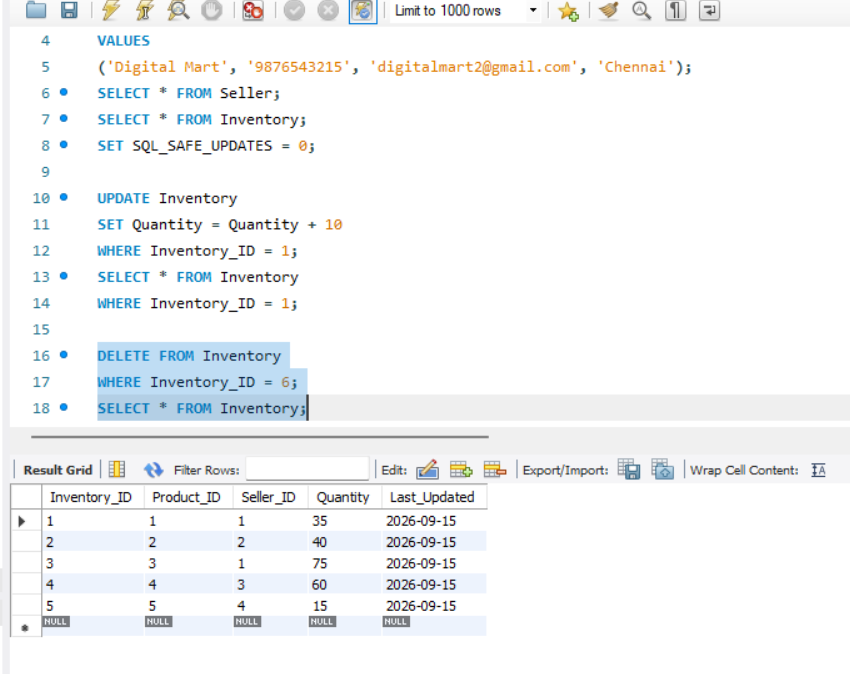 Limit to 1000 rows
4 VALUES
5 ('Digital Mart', '9876543215', 'digitalmart2@gmail.com', 'Chennai');
6 SELECT * FROM Seller;
7 SELECT * FROM Inventory;
8 SET SQL_SAFE_UPDATES = 0;
9
10 UPDATE Inventory
11 SET Quantity = Quantity + 10
12 WHERE Inventory_ID = 1;
13 SELECT * FROM Inventory
14 WHERE Inventory_ID = 1;
15
16 DELETE FROM Inventory
17 WHERE Inventory_ID = 6;
18 SELECT * FROM Inventory;
Result Grid Filter Rows: Edit: Export/Import: Wrap Cell Content: IA
Inventory_ID Product_ID Seller_ID Quantity Last_Updated
1 1 1 35 2026-09-15
2 2 2 40 2026-09-15
3 3 1 75 2026-09-15
4 4 3 60 2026-09-15
5 5 4 15 2026-09-15
NULL NULL NULL NULL NULL